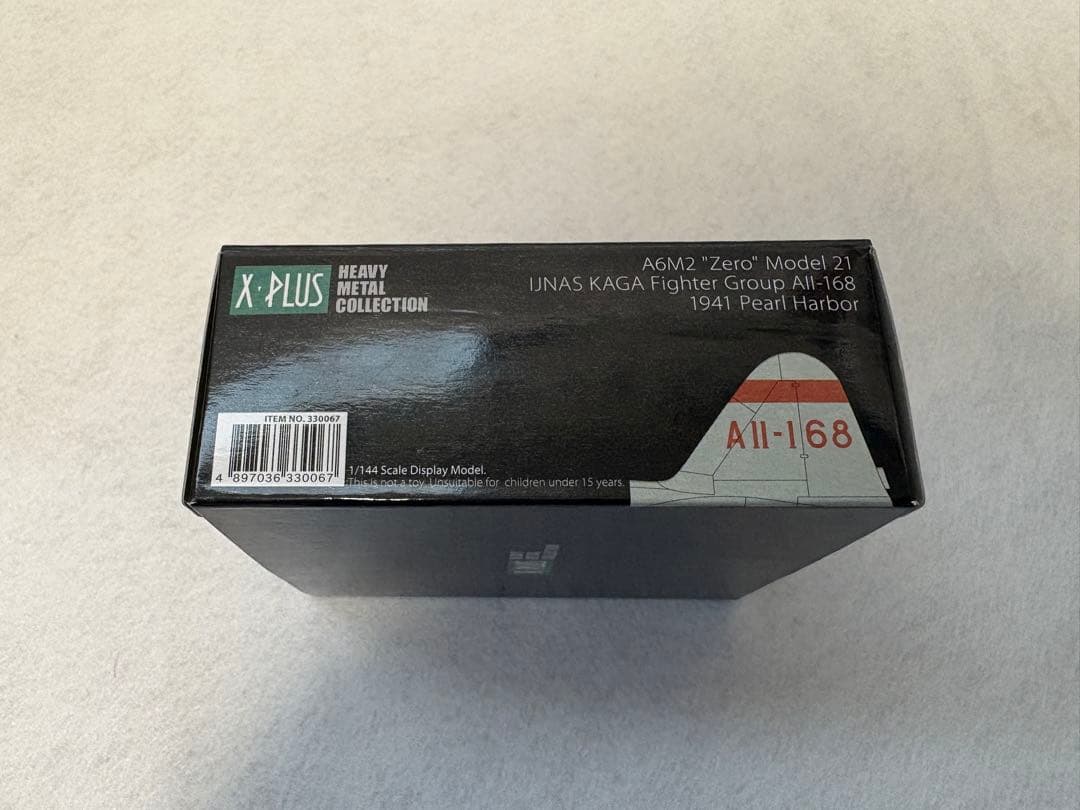 X·PLUS
HEAVY
METAL
COLLECTION
A6M2 "Zero" Model 21
IJNAS KAGA Fighter Group AII-168
1941 Pearl Harbor
AII-168
ITEM NO. 330067
4 897036 330067
1/144 Scale Display Model.
This is not a toy. Unsuitable for children under 15 years.